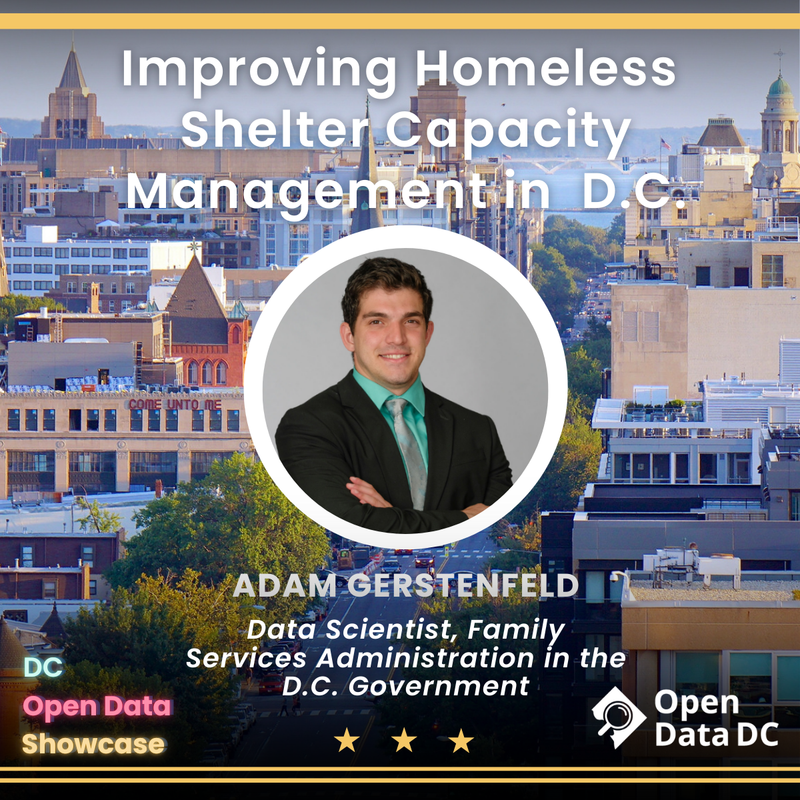 Improving Homeless
Shelter Capacity
Management in D.C.
COME UNTO ME
ADAM GERSTENFELD
Data Scientist, Family
Services Administration in the
D.C. Government
DC
Open Data
Showcase
Open
Data DC